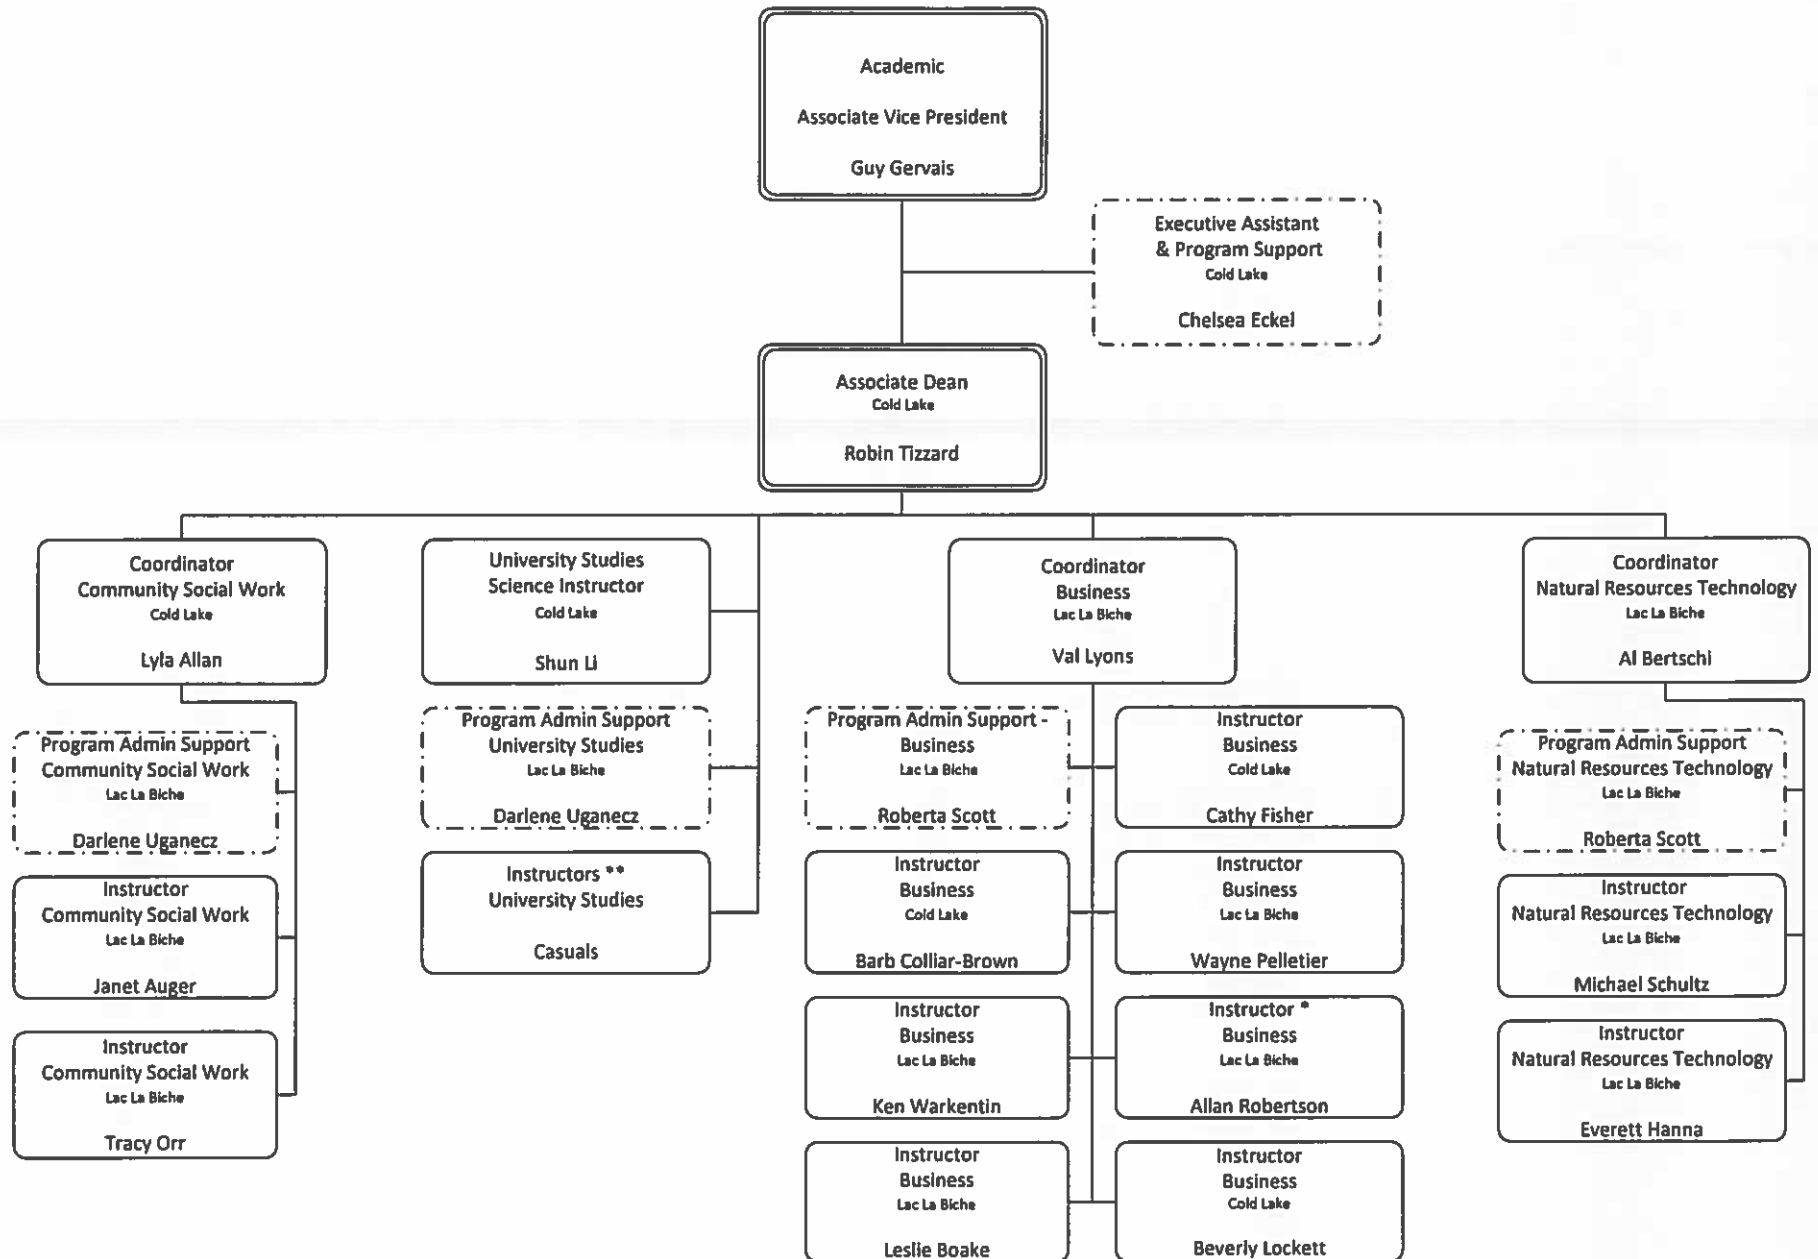 Academic
Associate Vice President
Guy Gervais
Executive Assistant
& Program Support
Cold Lake
Chelsea Eckel
Associate Dean
Cold Lake
Robin Tizzard
Coordinator
Community Social Work
Cold Lake
Lyla Allan
Program Admin Support
Community Social Work
Lac La Biche
Darlene Uganecz
Instructor
Community Social Work
Lac La Biche
Janet Auger
Instructor
Community Social Work
Lac La Biche
Tracy Orr
University Studies
Science Instructor
Cold Lake
Shun Li
Program Admin Support
University Studies
Lac La Biche
Darlene Uganecz
Instructors **
University Studies
Casuals
Coordinator
Business
Lac La Biche
Val Lyons
Program Admin Support -
Business
Lac La Biche
Roberta Scott
Instructor
Business
Cold Lake
Cathy Fisher
Instructor
Business
Cold Lake
Barb Colliar-Brown
Instructor
Business
Lac La Biche
Wayne Pelletier
Instructor
Business
Lac La Biche
Ken Warkentin
Instructor *
Business
Lac La Biche
Allan Robertson
Instructor
Business
Lac La Biche
Leslie Boake
Instructor
Business
Cold Lake
Beverly Lockett
Coordinator
Natural Resources Technology
Lac La Biche
Al Bertschi
Program Admin Support
Natural Resources Technology
Lac La Biche
Roberta Scott
Instructor
Natural Resources Technology
Lac La Biche
Michael Schultz
Instructor
Natural Resources Technology
Lac La Biche
Everett Hanna